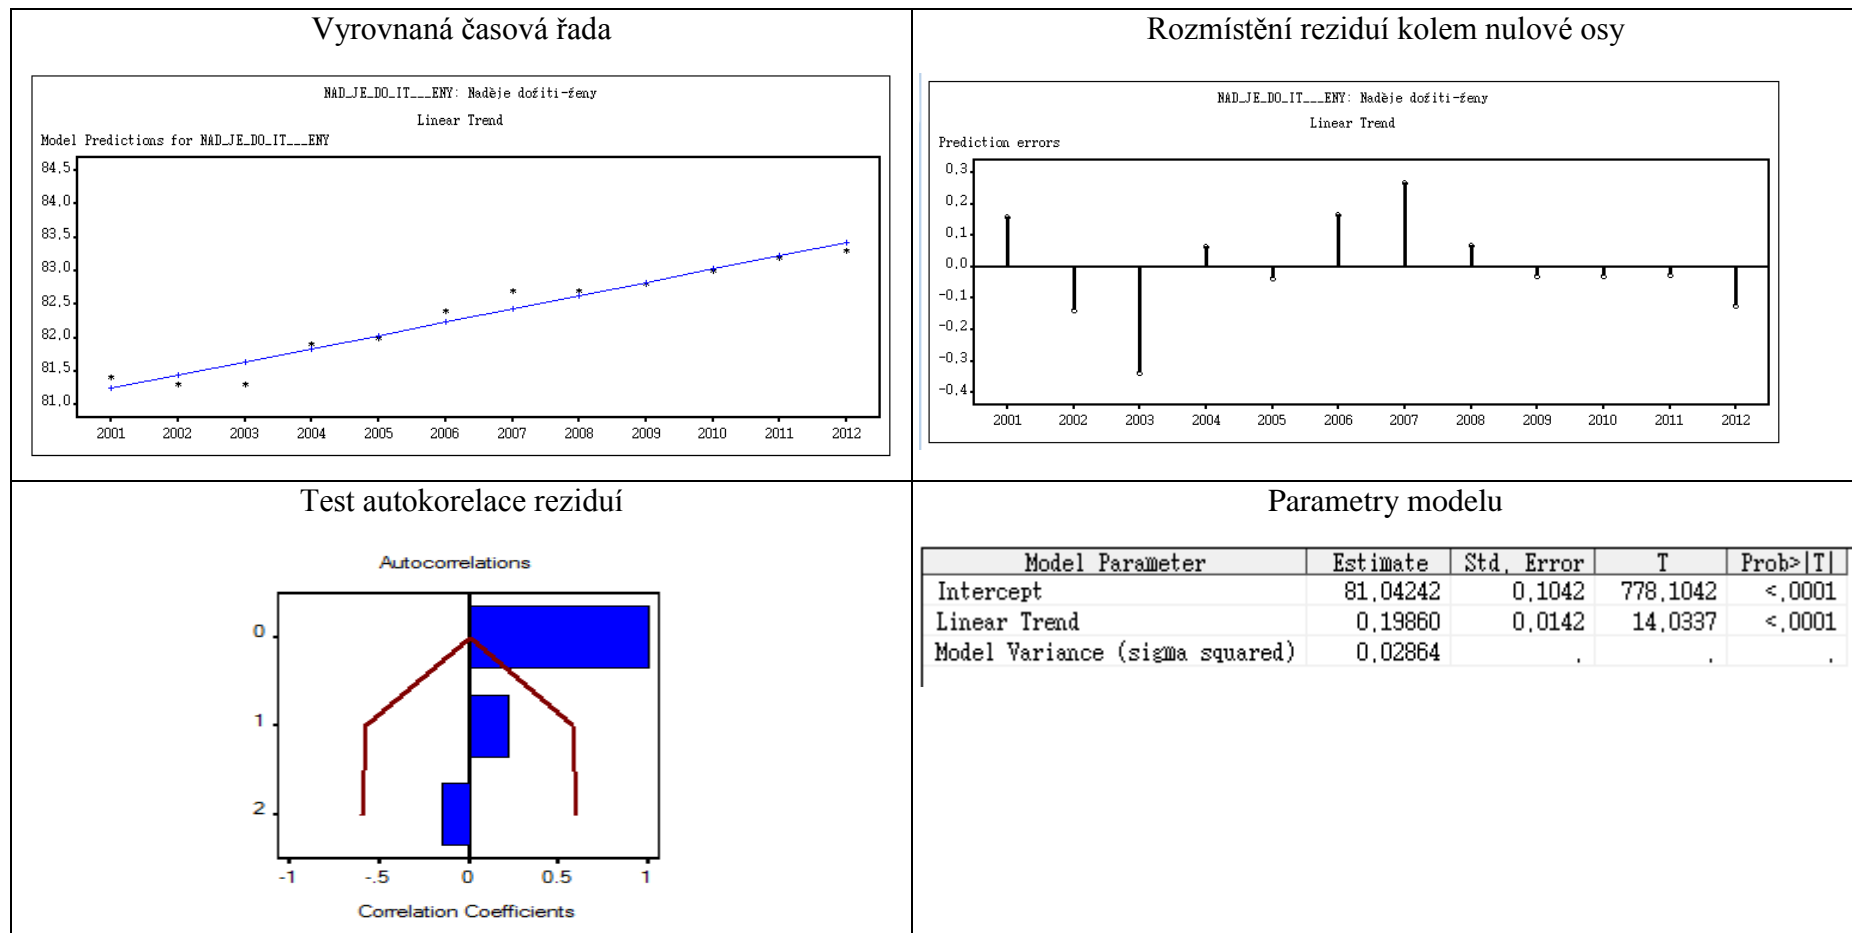 Vyrovnaná časová řada
NAD_JE_DO_IT___ENY: Naděje dožiti-ženy
Linear Trend
Model Predictions for NAD_JE_DO_IT___ENY
84,5
84,0
83,5
83,0
82,5
82,0
81,5
81,0
2001 2002 2003 2004 2005 2006 2007 2008 2009 2010 2011 2012
Rozmístění reziduí kolem nulové osy
NAD_JE_DO_IT___ENY: Naděje dožiti-ženy
Linear Trend
Prediction errors
0,3
0,2
0,1
0,0
-0,1
-0,2
-0,3
-0,4
2001 2002 2003 2004 2005 2006 2007 2008 2009 2010 2011 2012
Test autokorelace reziduí
Autocorrelations
0
1
2
-1 -.5 0 0.5 1
Correlation Coefficients
Parametry modelu
Model Parameter Estimate Std. Error T Prob>|T|
Intercept 81,04242 0,1042 778,1042 <,0001
Linear Trend 0,19860 0,0142 14,0337 <,0001
Model Variance (sigma squared) 0,02864 . . .